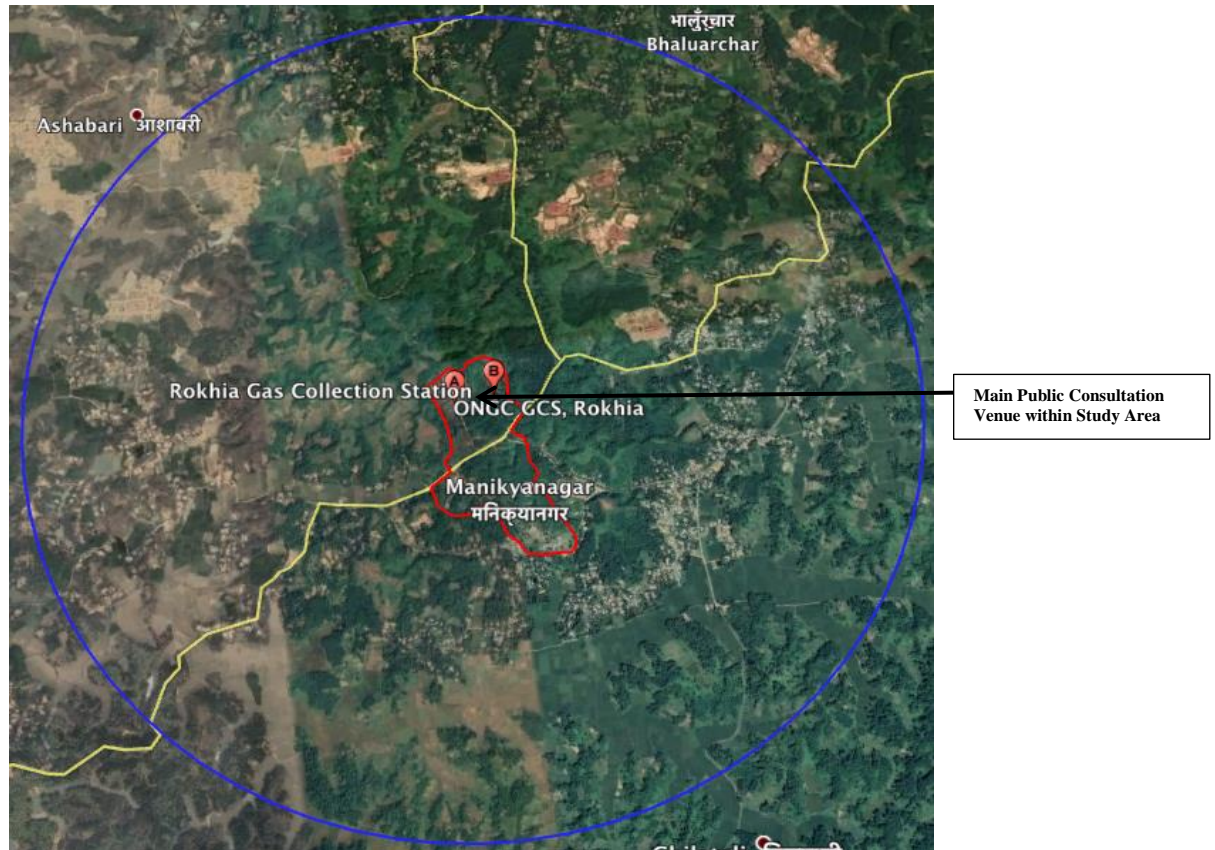 भालुँरचार
Bhaluarchar
Ashabari आशाबरी
A
B
Rokhia Gas Collection Station
ONGC GCS, Rokhia
Main Public Consultation
Venue within Study Area
Manikyanagar
मनिक्यानगर